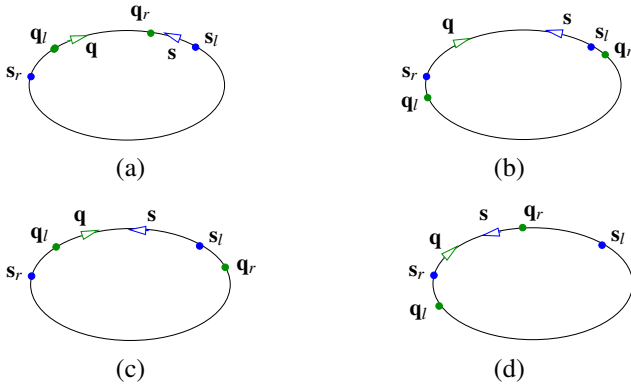 q_l q q_r s s_l
s_r
(a)
q s s_l q_r
s_r
q_l
(b)
q_l q s s_l
s_r q_r
(c)
q s q_r s_l
s_r
q_l
(d)